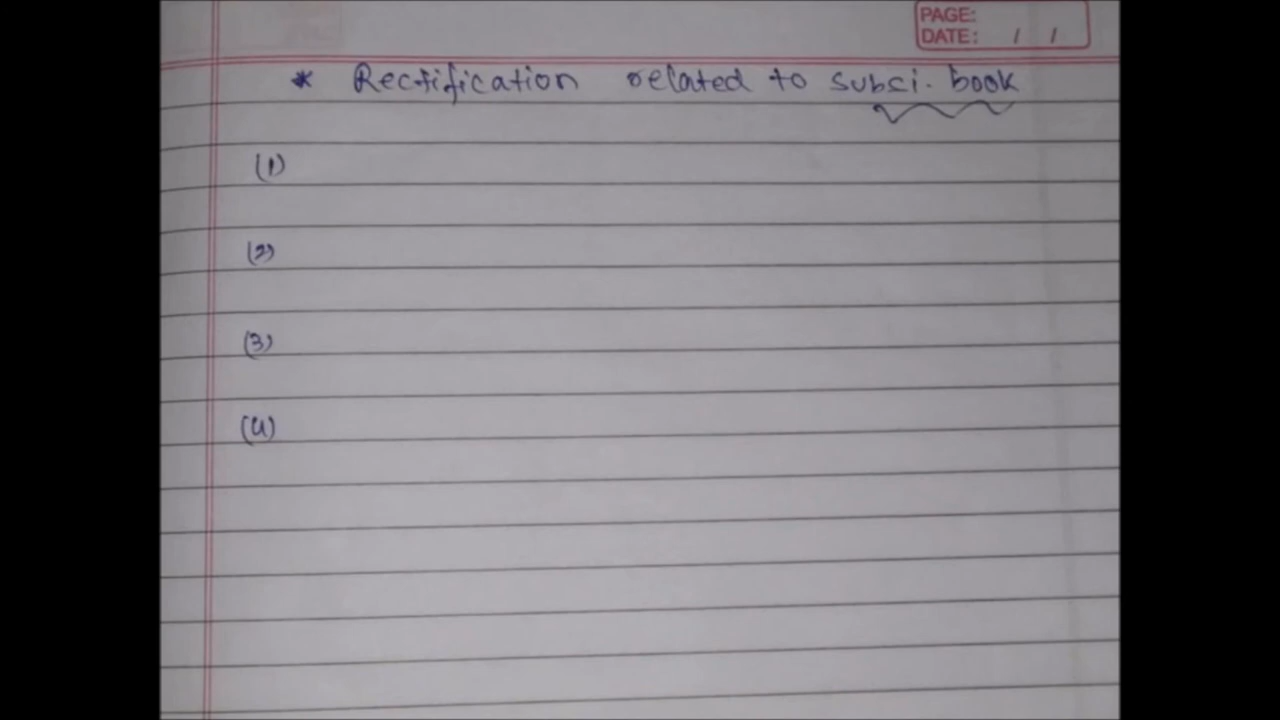 PAGE:
DATE: / /
* Rectification related to subsi. book
(1)
(2)
(3)
(4)